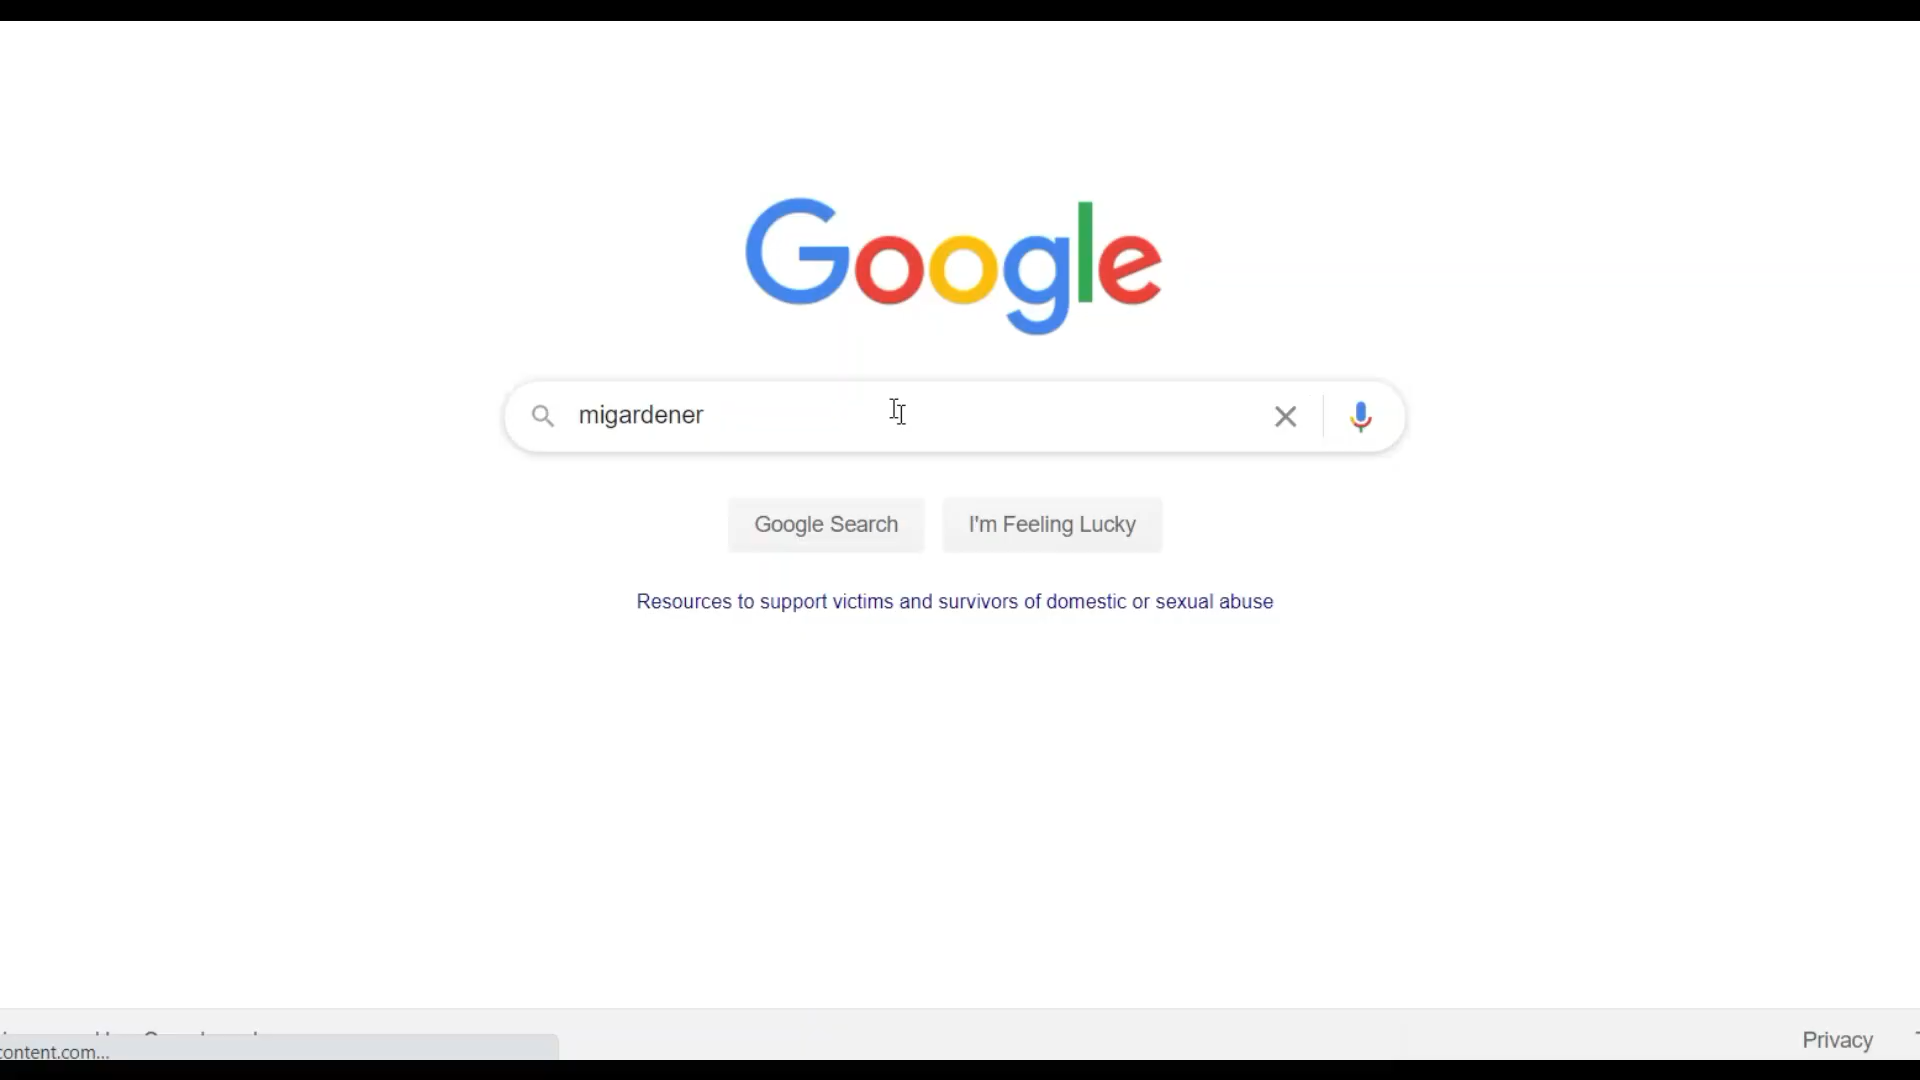 Google
migardener
Google Search I'm Feeling Lucky
Resources to support victims and survivors of domestic or sexual abuse
Privacy
content.com...